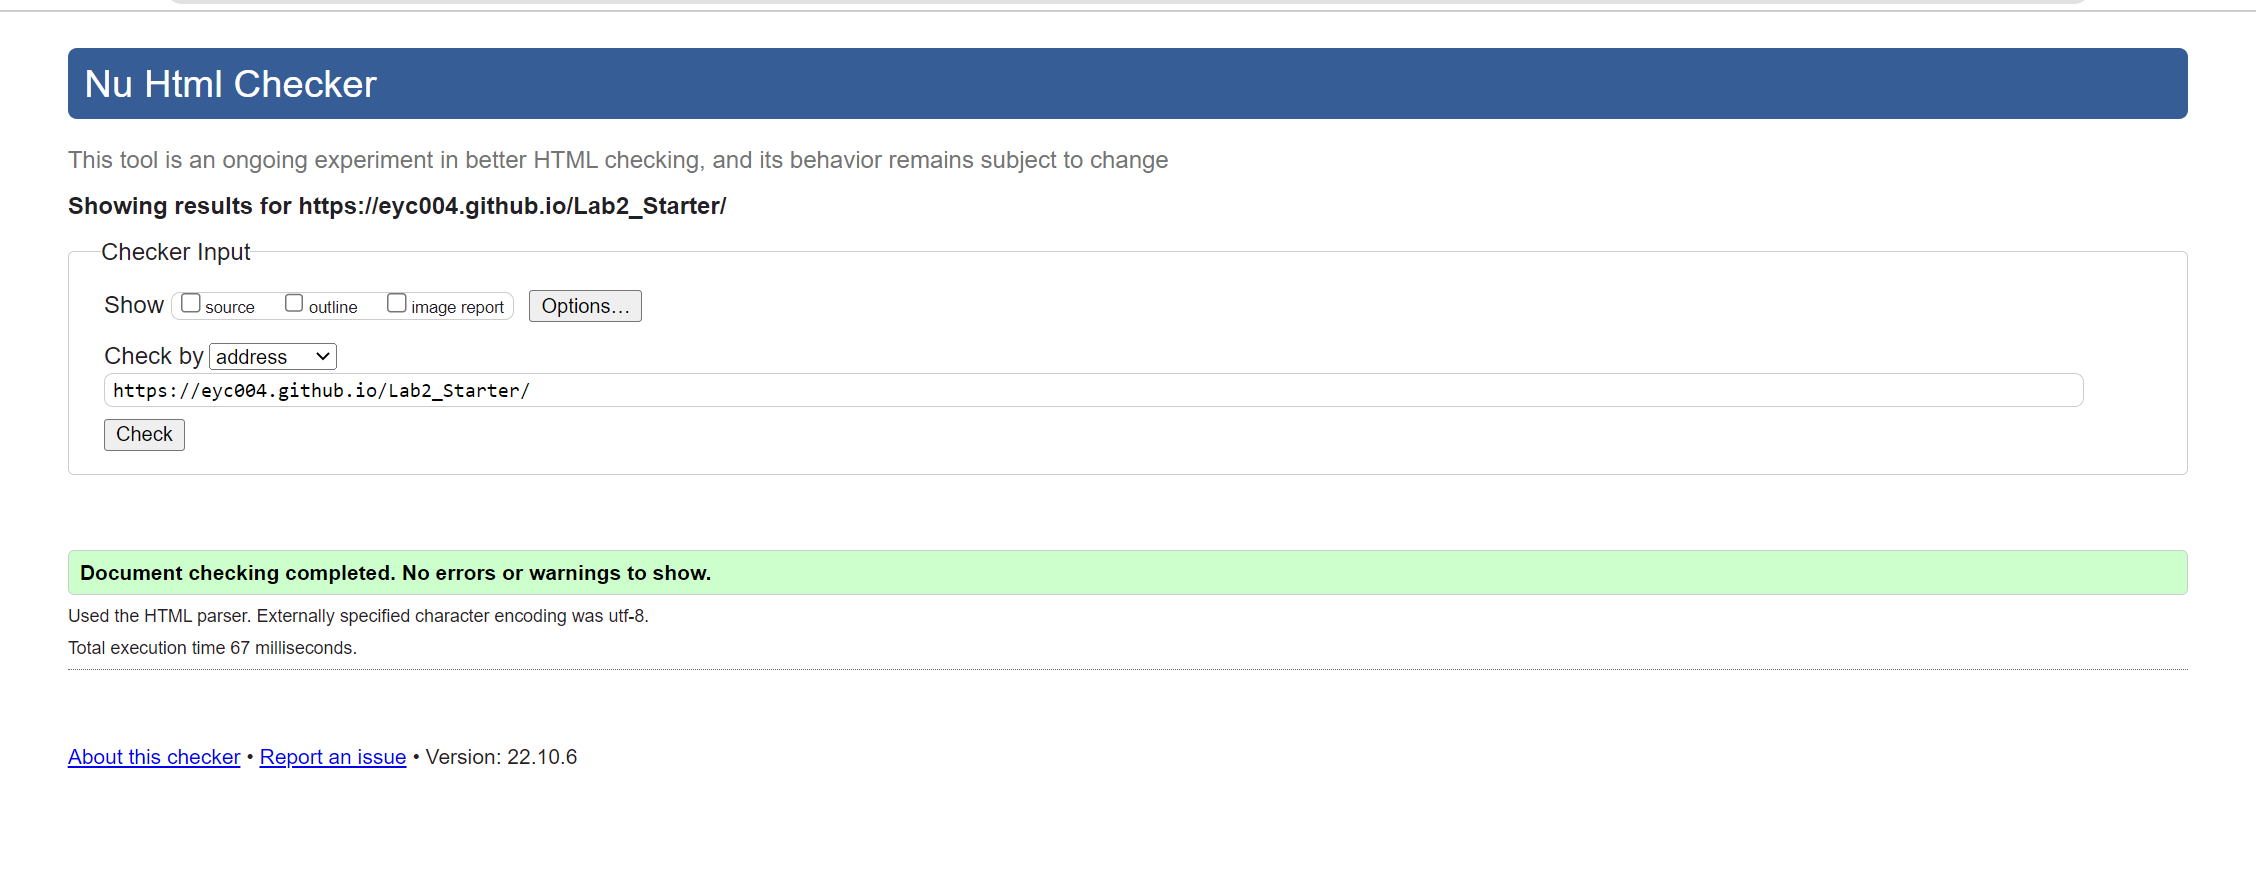 Nu Html Checker
This tool is an ongoing experiment in better HTML checking, and its behavior remains subject to change
Showing results for https://eyc004.github.io/Lab2_Starter/
Checker Input
Show source outline image report Options…
Check by address
https://eyc004.github.io/Lab2_Starter/
Check
Document checking completed. No errors or warnings to show.
Used the HTML parser. Externally specified character encoding was utf-8.
Total execution time 67 milliseconds.
About this checker • Report an issue • Version: 22.10.6